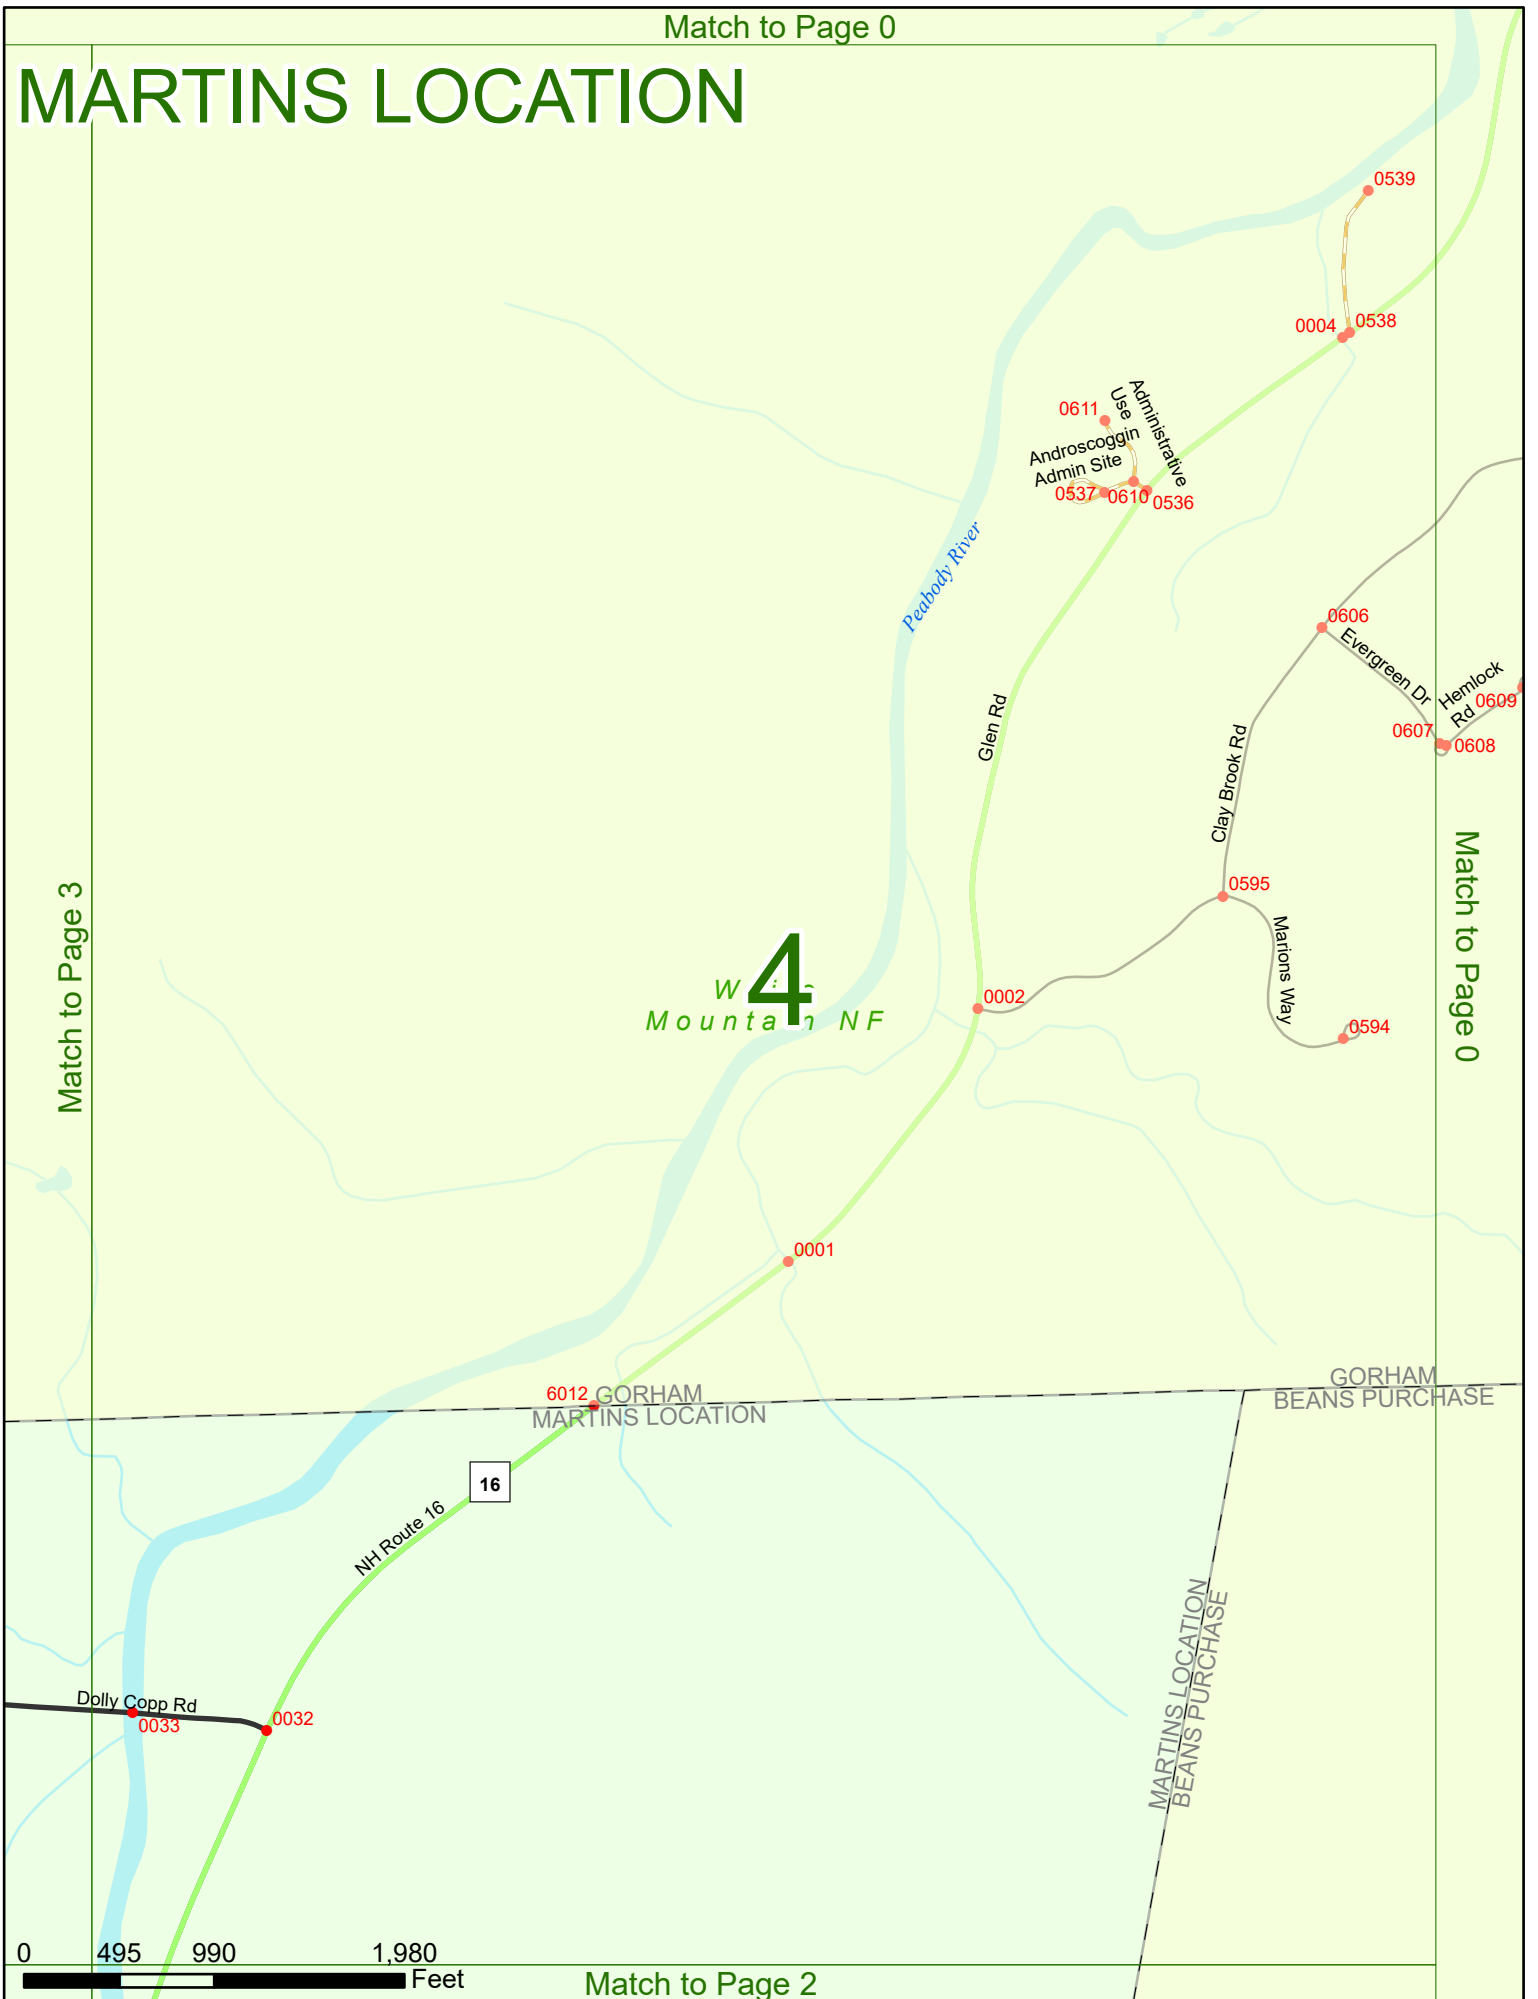 Match to Page 0
MARTINS LOCATION
0539
0004
0538
0611
Administrative
Use
Androscoggin
Admin Site
0537
0610
0536
Peabody River
0606
Evergreen Dr
Hemlock
Rd
0609
0607
0608
Glen Rd
Clay Brook Rd
Match to Page 3
Match to Page 0
0595
Marions Way
4
Mountain NF
0002
0594
0001
6012
GORHAM
MARTINS LOCATION
GORHAM
BEANS PURCHASE
16
NH Route 16
MARTINS LOCATION
BEANS PURCHASE
Dolly Copp Rd
0033
0032
0 495 990 1,980
Feet
Match to Page 2